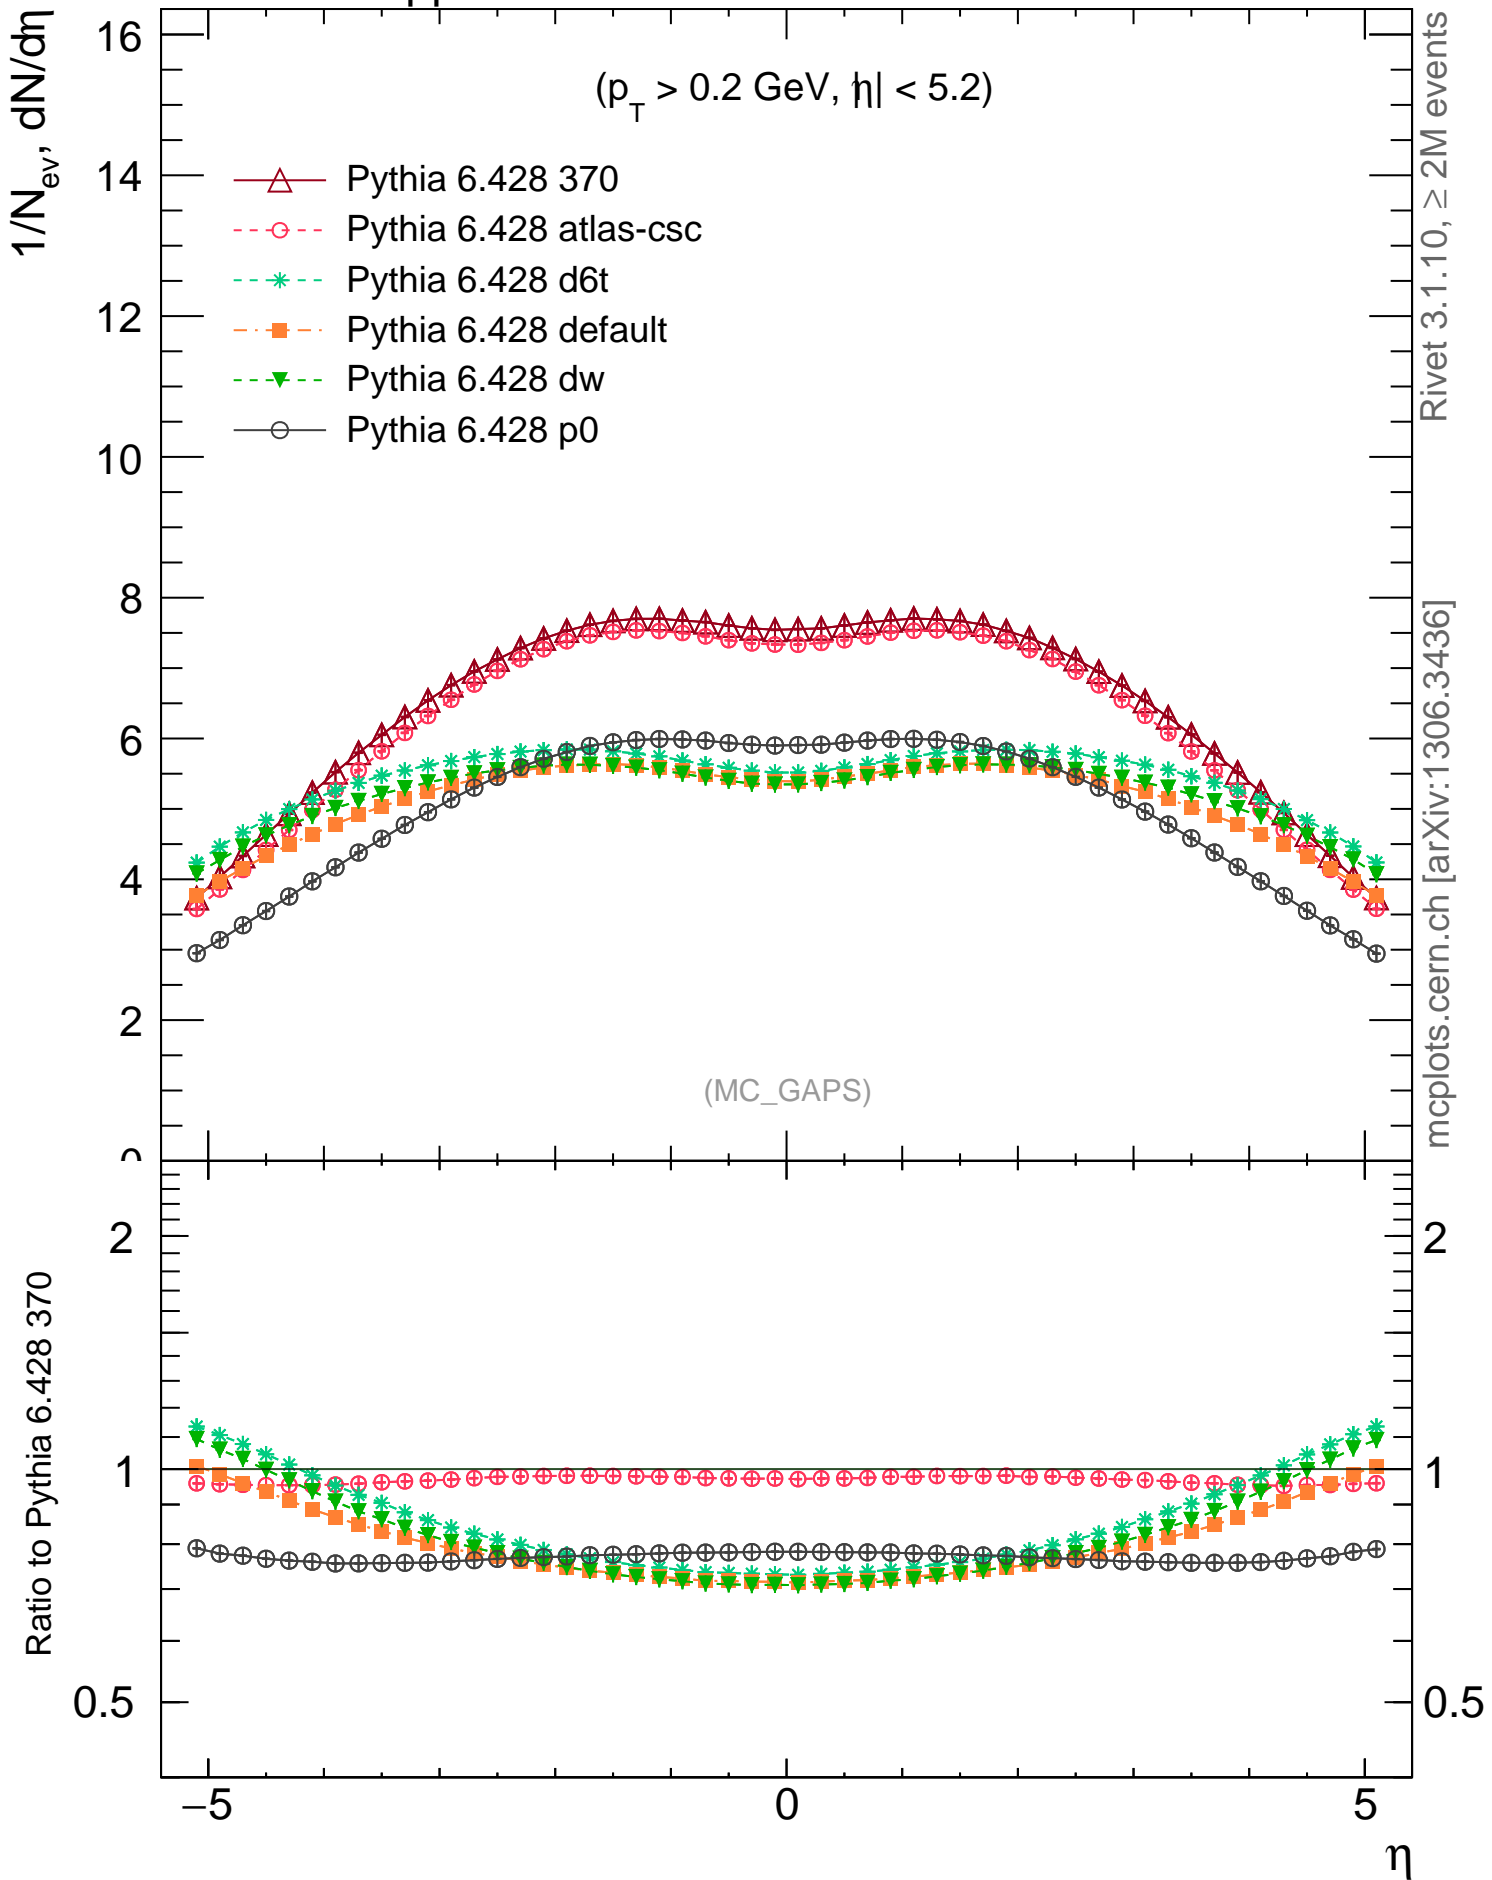 1/Nev, dN/dη
(pT > 0.2 GeV, |η| < 5.2)
Pythia 6.428 370
Pythia 6.428 atlas-csc
Pythia 6.428 d6t
Pythia 6.428 default
Pythia 6.428 dw
Pythia 6.428 p0
16
14
12
10
8
6
4
2
0
(MC_GAPS)
Rivet 3.1.10, ≥ 2M events
mcplots.cern.ch [arXiv:1306.3436]
Ratio to Pythia 6.428 370
2
1
0.5
2
1
0.5
−5
0
5
η